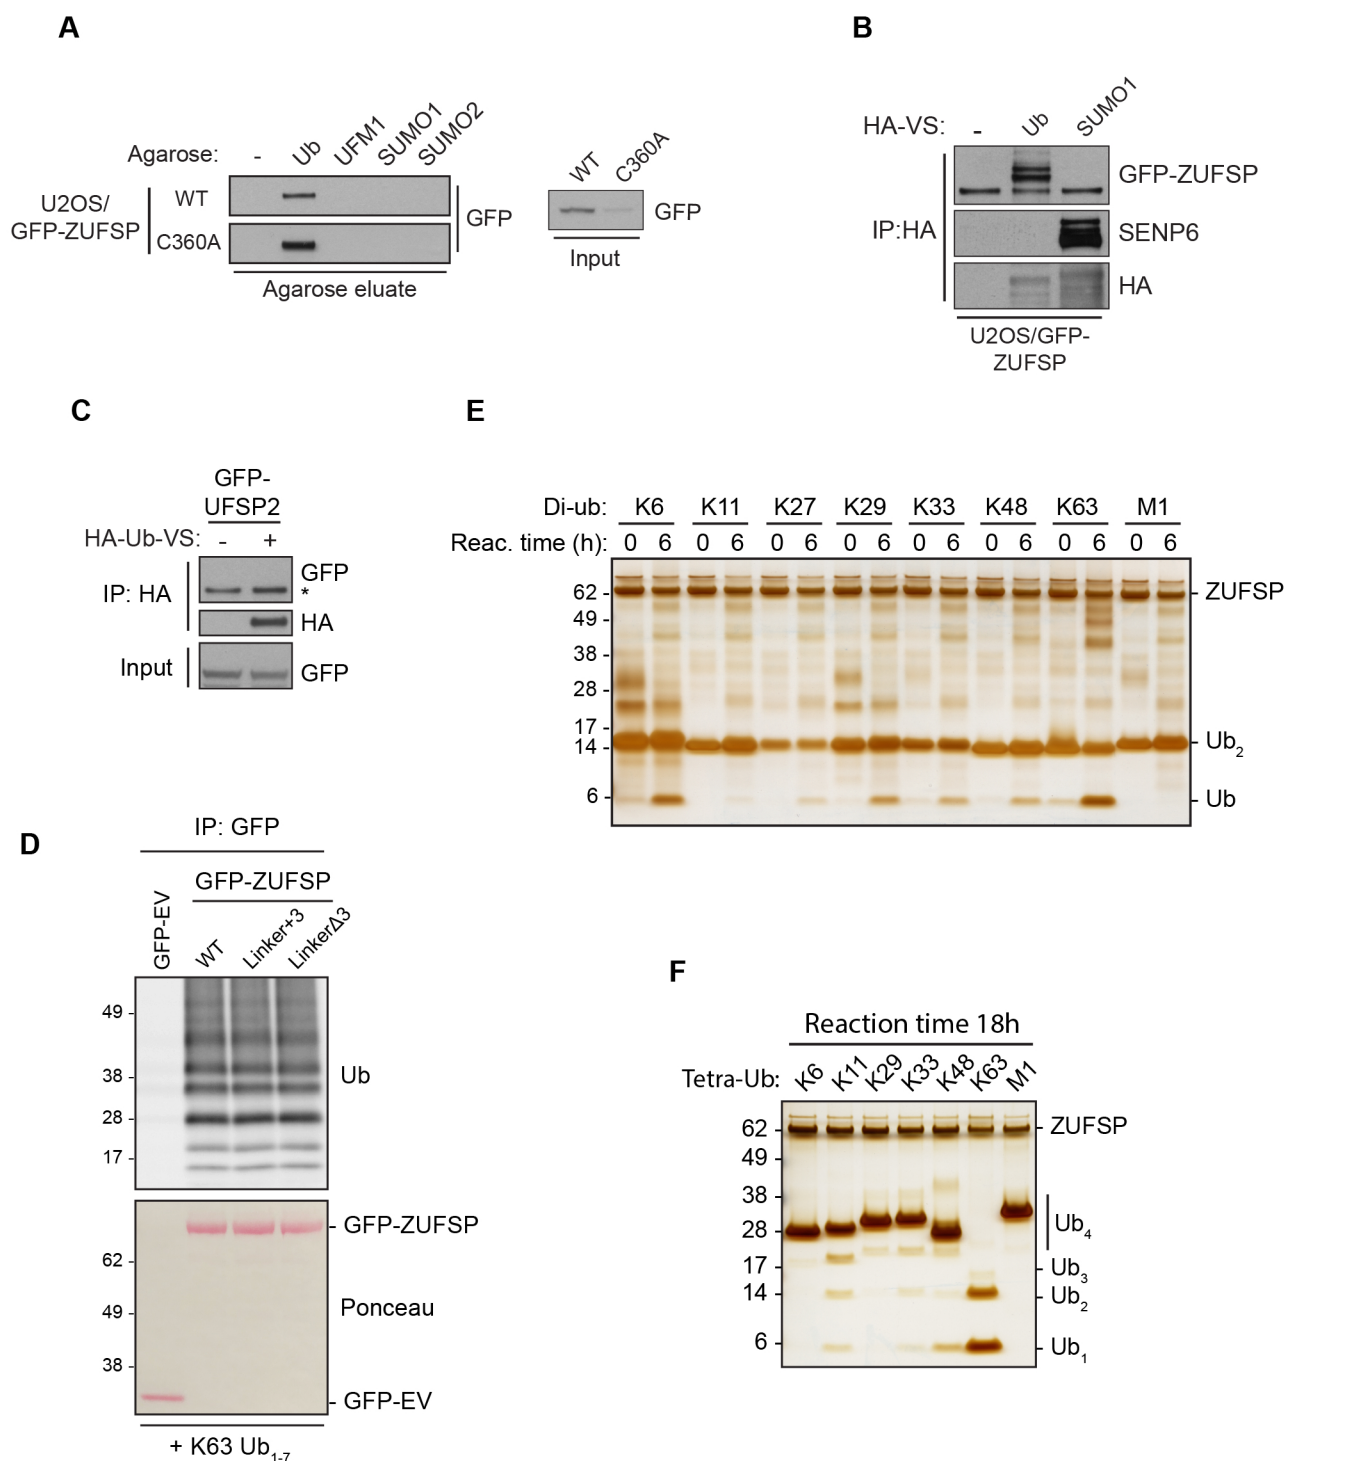 A
Agarose: - Ub UFM1 SUMO1 SUMO2
U2OS/
GFP-ZUFSP
WT
C360A
GFP
Agarose eluate
WT C360A
GFP
Input
B
HA-VS: - Ub SUMO1
IP:HA
GFP-ZUFSP
SENP6
HA
U2OS/GFP-
ZUFSP
C
GFP-
UFSP2
HA-Ub-VS: - +
IP: HA
GFP
*
HA
Input
GFP
D
IP: GFP
GFP-ZUFSP
GFP-EV WT Linker+3 LinkerΔ3
49
38
28
17
Ub
62
49
38
GFP-ZUFSP
Ponceau
GFP-EV
+ K63 Ub1-7
E
Di-ub: K6 K11 K27 K29 K33 K48 K63 M1
Reac. time (h): 0 6 0 6 0 6 0 6 0 6 0 6 0 6 0 6
62
49
38
28
17
14
6
ZUFSP
Ub2
Ub
F
Reaction time 18h
Tetra-Ub: K6 K11 K29 K33 K48 K63 M1
62
49
38
28
17
14
6
ZUFSP
Ub4
Ub3
Ub2
Ub1